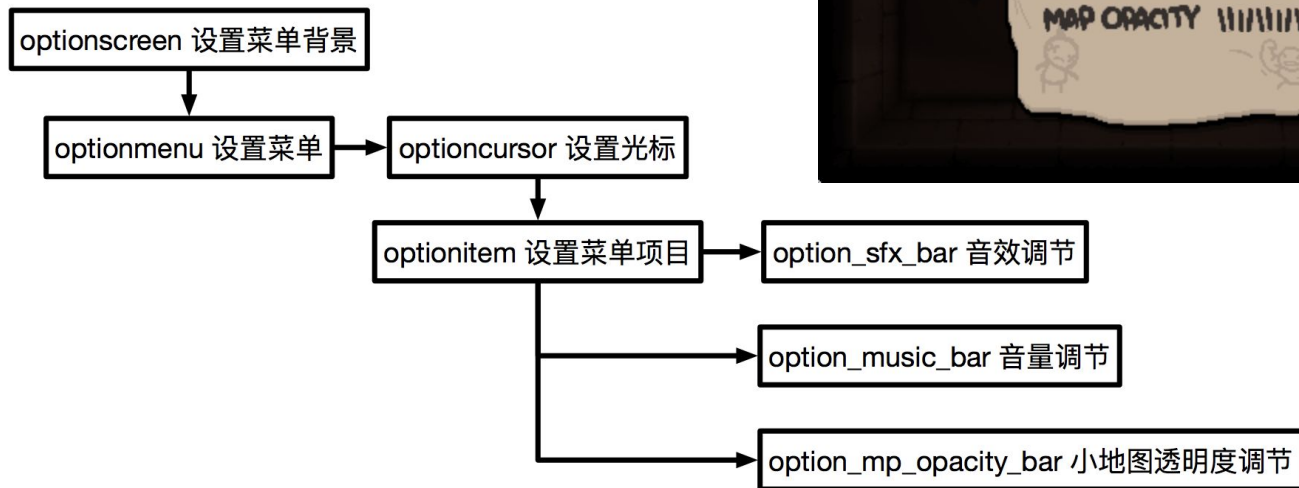 MAP OPACITY
optionscreen 设置菜单背景
optionmenu 设置菜单
optioncursor 设置光标
optionitem 设置菜单项目
option_sfx_bar 音效调节
option_music_bar 音量调节
option_mp_opacity_bar 小地图透明度调节